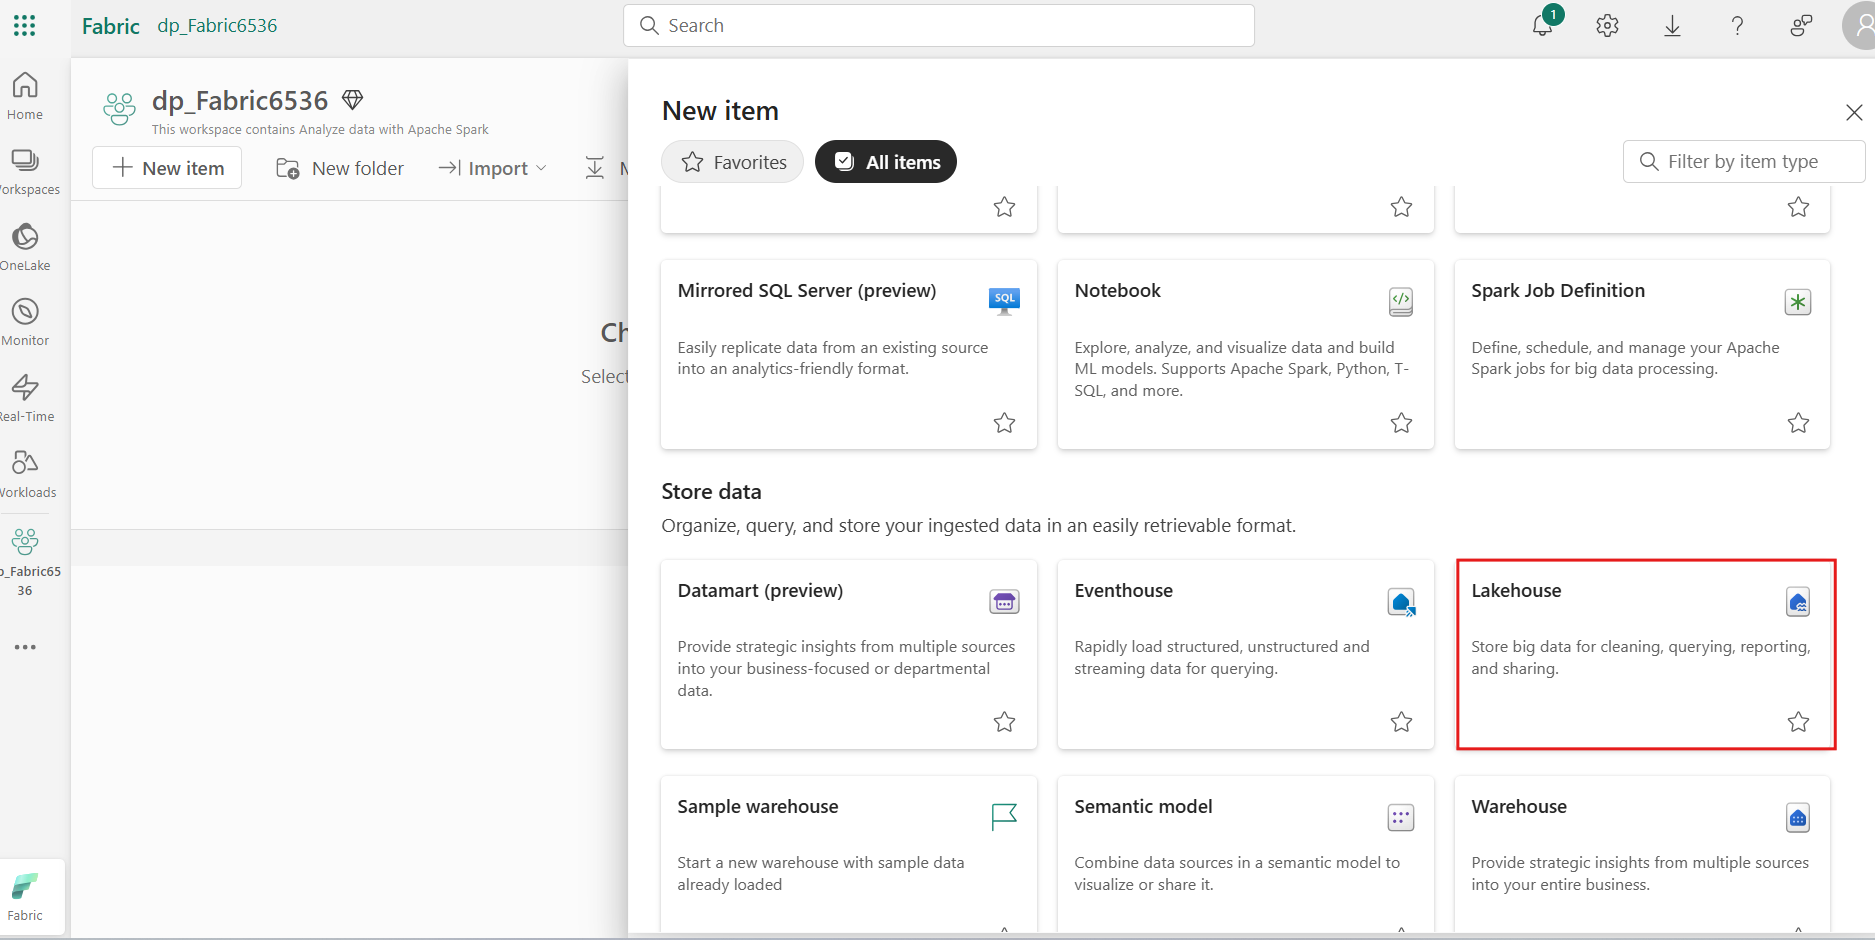 Fabric dp_Fabric6536
Search
1
Home
orkspaces
OneLake
Monitor
Real-Time
Workloads
p_Fabric65
36
Fabric
dp_Fabric6536
This workspace contains Analyze data with Apache Spark
New item
New folder
Import
M
Ch
Select
New item
Favorites
All items
Filter by item type
Mirrored SQL Server (preview)
SQL
Easily replicate data from an existing source
into an analytics-friendly format.
Notebook
Explore, analyze, and visualize data and build
ML models. Supports Apache Spark, Python, T-
SQL, and more.
Spark Job Definition
Define, schedule, and manage your Apache
Spark jobs for big data processing.
Store data
Organize, query, and store your ingested data in an easily retrievable format.
Datamart (preview)
Provide strategic insights from multiple sources
into your business-focused or departmental
data.
Eventhouse
Rapidly load structured, unstructured and
streaming data for querying.
Lakehouse
Store big data for cleaning, querying, reporting,
and sharing.
Sample warehouse
Start a new warehouse with sample data
already loaded
Semantic model
Combine data sources in a semantic model to
visualize or share it.
Warehouse
Provide strategic insights from multiple sources
into your entire business.